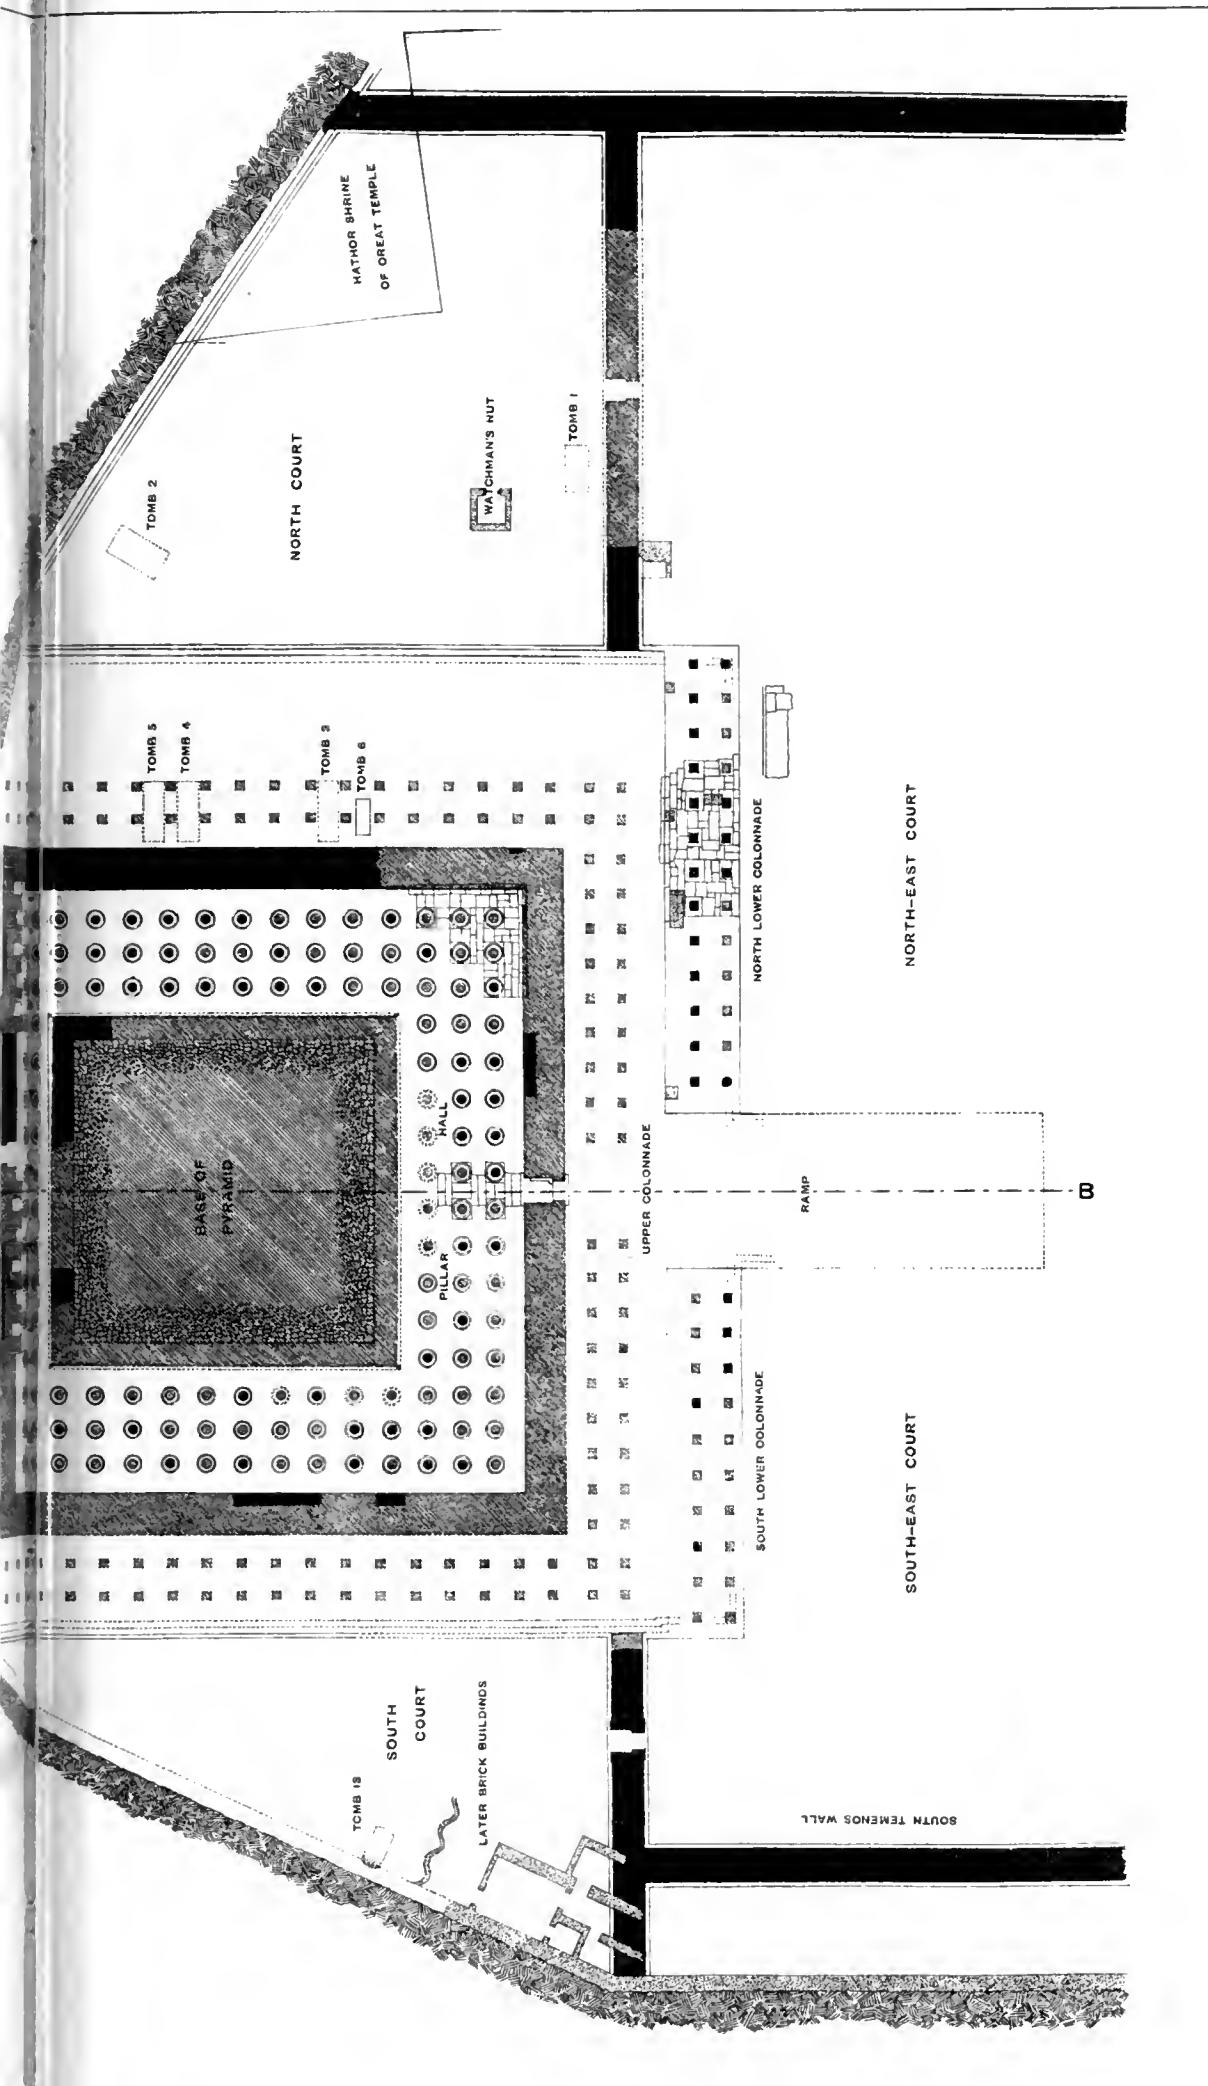 HATHOR SHRINE
OF GREAT TEMPLE
TOMB 2
NORTH COURT
WATCHMAN'S HUT
TOMB 1
TOMB 5
TOMB 4
TOMB 3
TOMB 6
NORTH LOWER COLONNADE
NORTH-EAST COURT
BASE OF
PYRAMID
PILLAR HALL
UPPER COLONNADE
RAMP
B
SOUTH LOWER COLONNADE
SOUTH-EAST COURT
SOUTH
COURT
TOMB 13
LATER BRICK BUILDINGS
SOUTH TEMENOS WALL